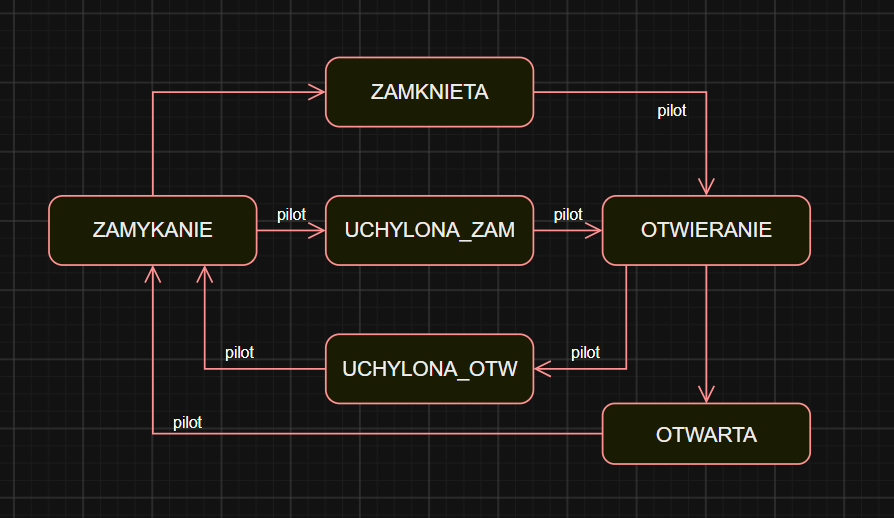 ZAMKNIETA
pilot
ZAMYKANIE
pilot
UCHYLONA_ZAM
pilot
OTWIERANIE
pilot
UCHYLONA_OTW
pilot
pilot
OTWARTA